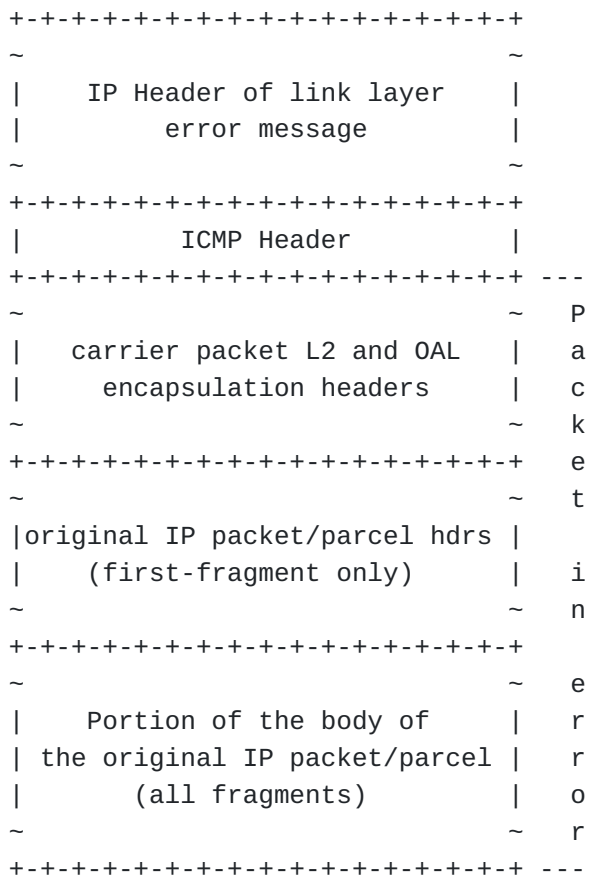 +-+-+-+-+-+-+-+-+-+-+-+-+-+-+-+-+
~                               ~
|     IP Header of link layer   |
|          error message        |
~                               ~
+-+-+-+-+-+-+-+-+-+-+-+-+-+-+-+-+
|           ICMP Header         |
+-+-+-+-+-+-+-+-+-+-+-+-+-+-+-+-+ ---
~                               ~   P
|   carrier packet L2 and OAL   |   a
|     encapsulation headers     |   c
~                               ~   k
+-+-+-+-+-+-+-+-+-+-+-+-+-+-+-+-+   e
~                               ~   t
|original IP packet/parcel hdrs |
|    (first-fragment only)      |   i
~                               ~   n
+-+-+-+-+-+-+-+-+-+-+-+-+-+-+-+-+
~                               ~   e
|    Portion of the body of     |   r
| the original IP packet/parcel |   r
|       (all fragments)         |   o
~                               ~   r
+-+-+-+-+-+-+-+-+-+-+-+-+-+-+-+-+ ---